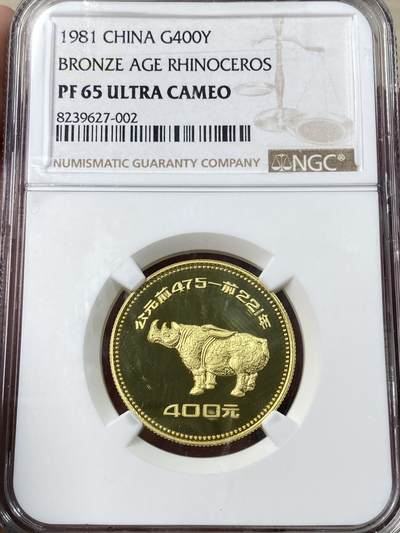 1981 CHINA G400Y
BRONZE AGE RHINOCEROS
PF 65 ULTRA CAMEO
8239627-002
NUMISMATIC GUARANTY COMPANY
NGC®
公元前475—前221年
400元